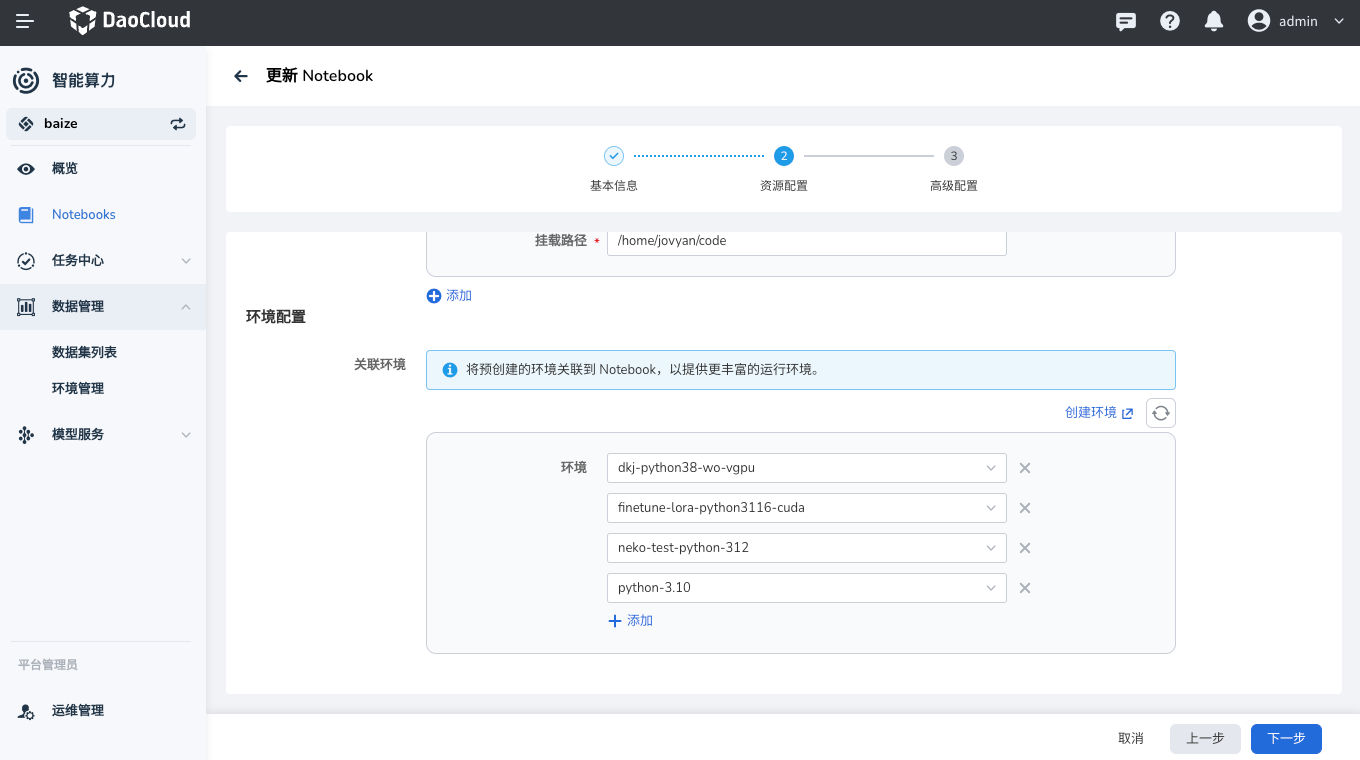 DaoCloud
admin
智能算力
baize
概览
Notebooks
任务中心
数据管理
数据集列表
环境管理
模型服务
平台管理员
运维管理
更新 Notebook
2
3
基本信息
资源配置
高级配置
挂载路径 * /home/jovyan/code
添加
环境配置
关联环境
将预创建的环境关联到 Notebook，以提供更丰富的运行环境。
创建环境
环境 dkj-python38-wo-vgpu
finetune-lora-python3116-cuda
neko-test-python-312
python-3.10
添加
取消
上一步
下一步